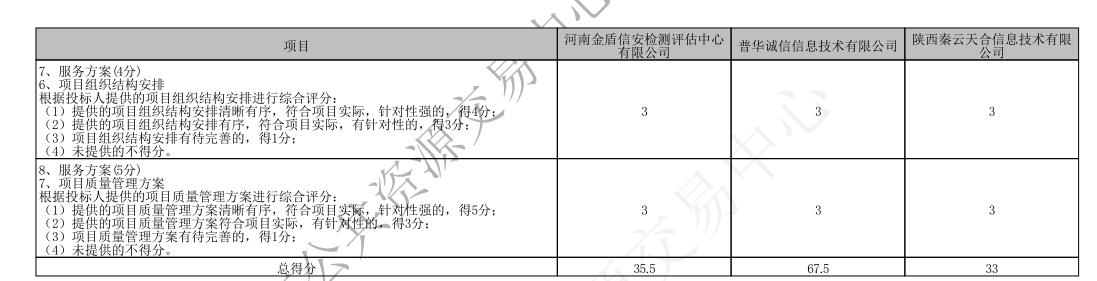 项目
河南金盾信安检测评估中心
有限公司
普华诚信信息技术有限公司
陕西秦云天合信息技术有限
公司
7、服务方案(4分)
6、项目组织结构安排
根据投标人提供的项目组织结构安排进行综合评分:
(1)提供的项目组织结构安排清晰有序，符合项目实际，针对性强的，得4分;
(2)提供的项目组织结构安排有序，符合项目实际，有针对性的，得3分;
(3)项目组织结构安排有待完善的，得1分;
(4)未提供的不得分。
3
3
3
8、服务方案(5分)
7、项目质量管理方案
根据投标人提供的项目质量管理方案进行综合评分:
(1)提供的项目质量管理方案清晰有序，符合项目实际，针对性强的，得5分;
(2)提供的项目质量管理方案符合项目实际，有针对性的，得3分;
(3)项目质量管理方案有待完善的，得1分;
(4)未提供的不得分。
3
3
3
总得分
35.5
67.5
33
公共资源交易中心
交易中心